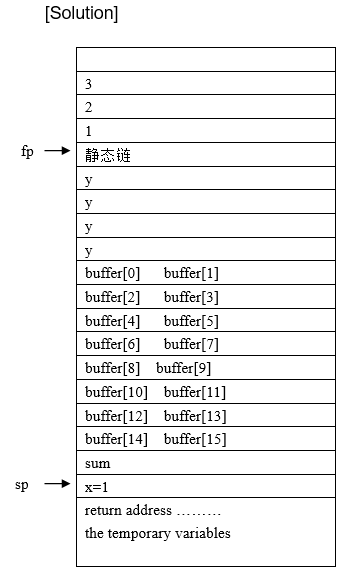 [Solution]
3
2
1
fp 静态链
y
y
y
y
buffer[0] buffer[1]
buffer[2] buffer[3]
buffer[4] buffer[5]
buffer[6] buffer[7]
buffer[8] buffer[9]
buffer[10] buffer[11]
buffer[12] buffer[13]
buffer[14] buffer[15]
sum
sp x=1
return address ………
the temporary variables